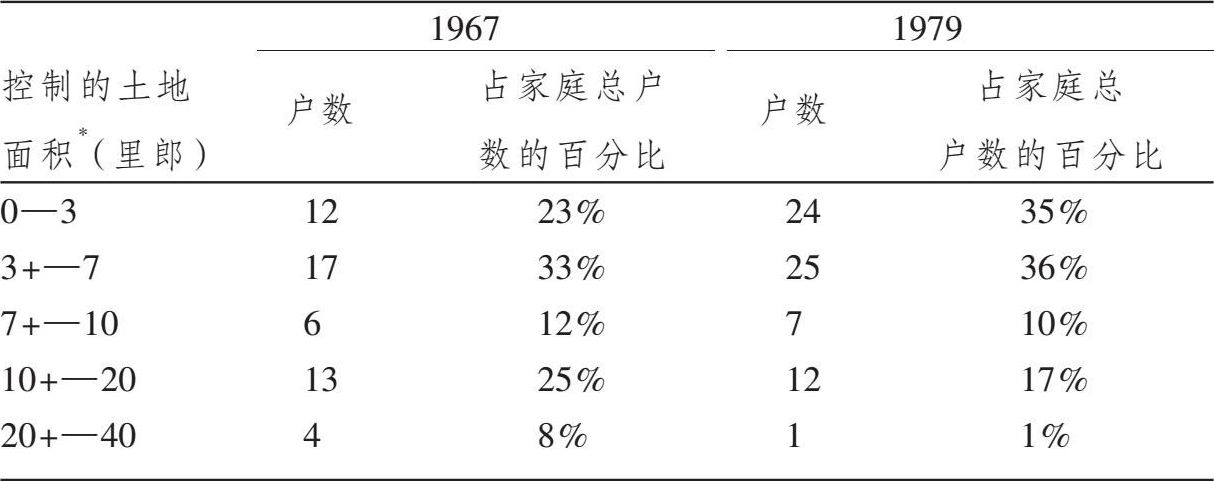 1967 1979
控制的土地 占家庭总户 占家庭总
户数 户数
面积*(里郎) 数的百分比 户数的百分比
0—3 12 23% 24 35%
3+—7 17 33% 25 36%
7+—10 6 12% 7 10%
10+—20 13 25% 12 17%
20+—40 4 8% 1 1%